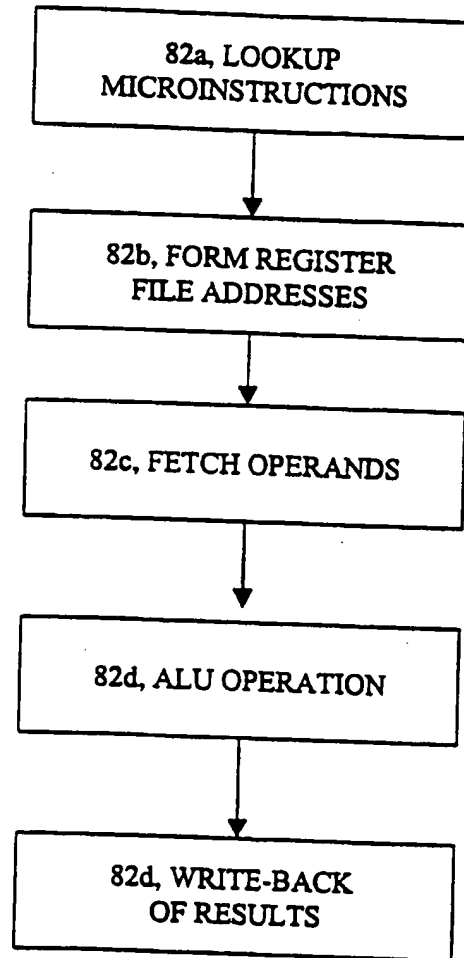 82a, LOOKUP
MICROINSTRUCTIONS
82b, FORM REGISTER
FILE ADDRESSES
82c, FETCH OPERANDS
82d, ALU OPERATION
82d, WRITE-BACK
OF RESULTS